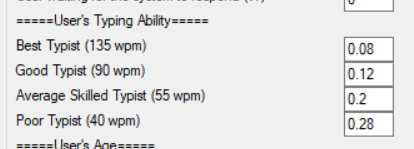 =====User's Typing Ability=====
Best Typist (135 wpm) 0.08
Good Typist (90 wpm) 0.12
Average Skilled Typist (55 wpm) 0.2
Poor Typist (40 wpm) 0.28
=====User's Age=====